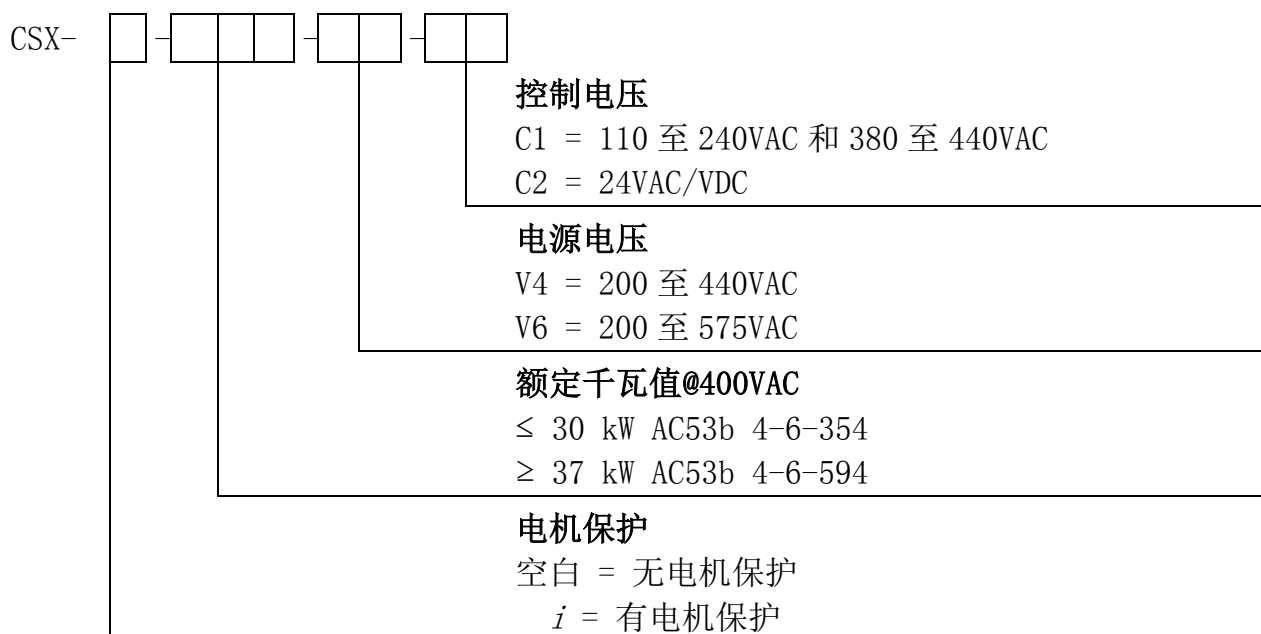 CSX- - - -
控制电压
C1 = 110 至 240VAC 和 380 至 440VAC
C2 = 24VAC/VDC
电源电压
V4 = 200 至 440VAC
V6 = 200 至 575VAC
额定千瓦值@400VAC
≤ 30 kW AC53b 4-6-354
≥ 37 kW AC53b 4-6-594
电机保护
空白 = 无电机保护
i = 有电机保护